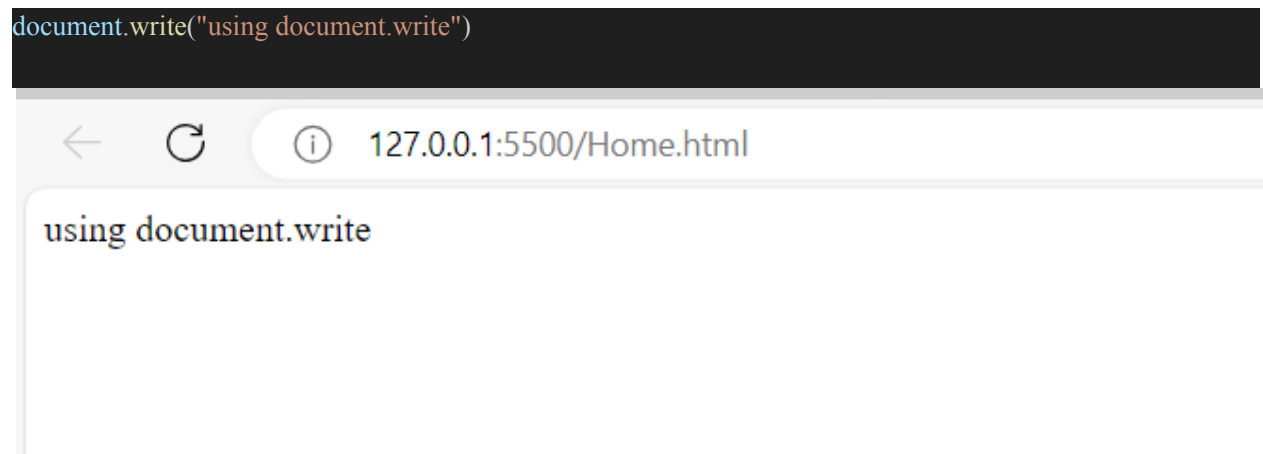 document.write("using document.write")
127.0.0.1:5500/Home.html
using document.write